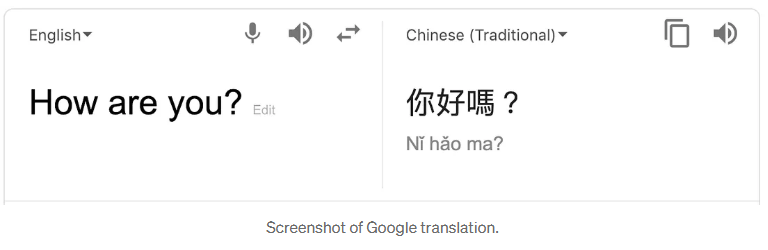 English
Chinese (Traditional)
How are you? Edit
你好嗎？
Nǐ hǎo ma?
Screenshot of Google translation.